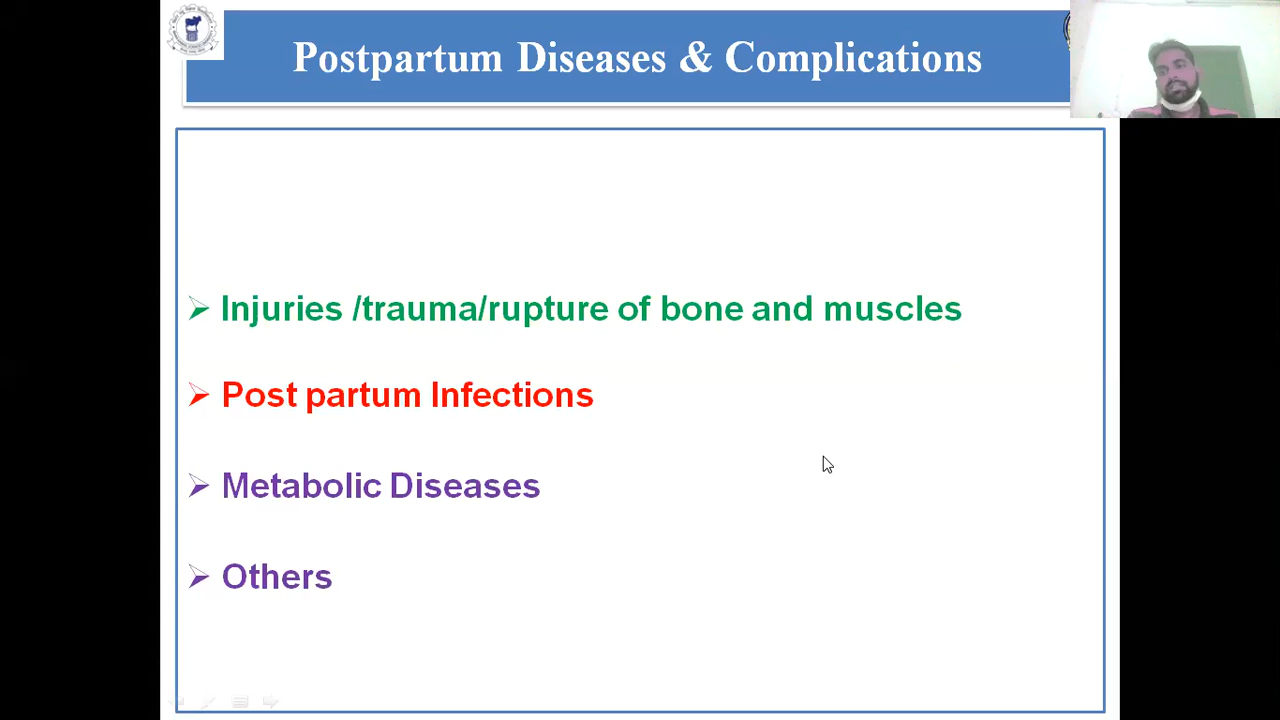 Postpartum Diseases & Complications
Injuries /trauma/rupture of bone and muscles
Post partum Infections
Metabolic Diseases
Others